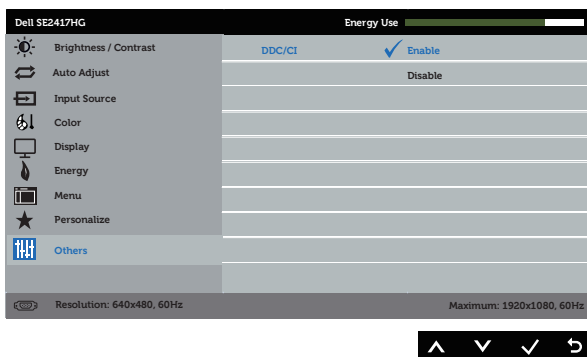 Dell SE2417HG Energy Use
Brightness / Contrast DDC/CI Enable
Auto Adjust Disable
Input Source
Color
Display
Energy
Menu
Personalize
Others
Resolution: 640x480, 60Hz Maximum: 1920x1080, 60Hz